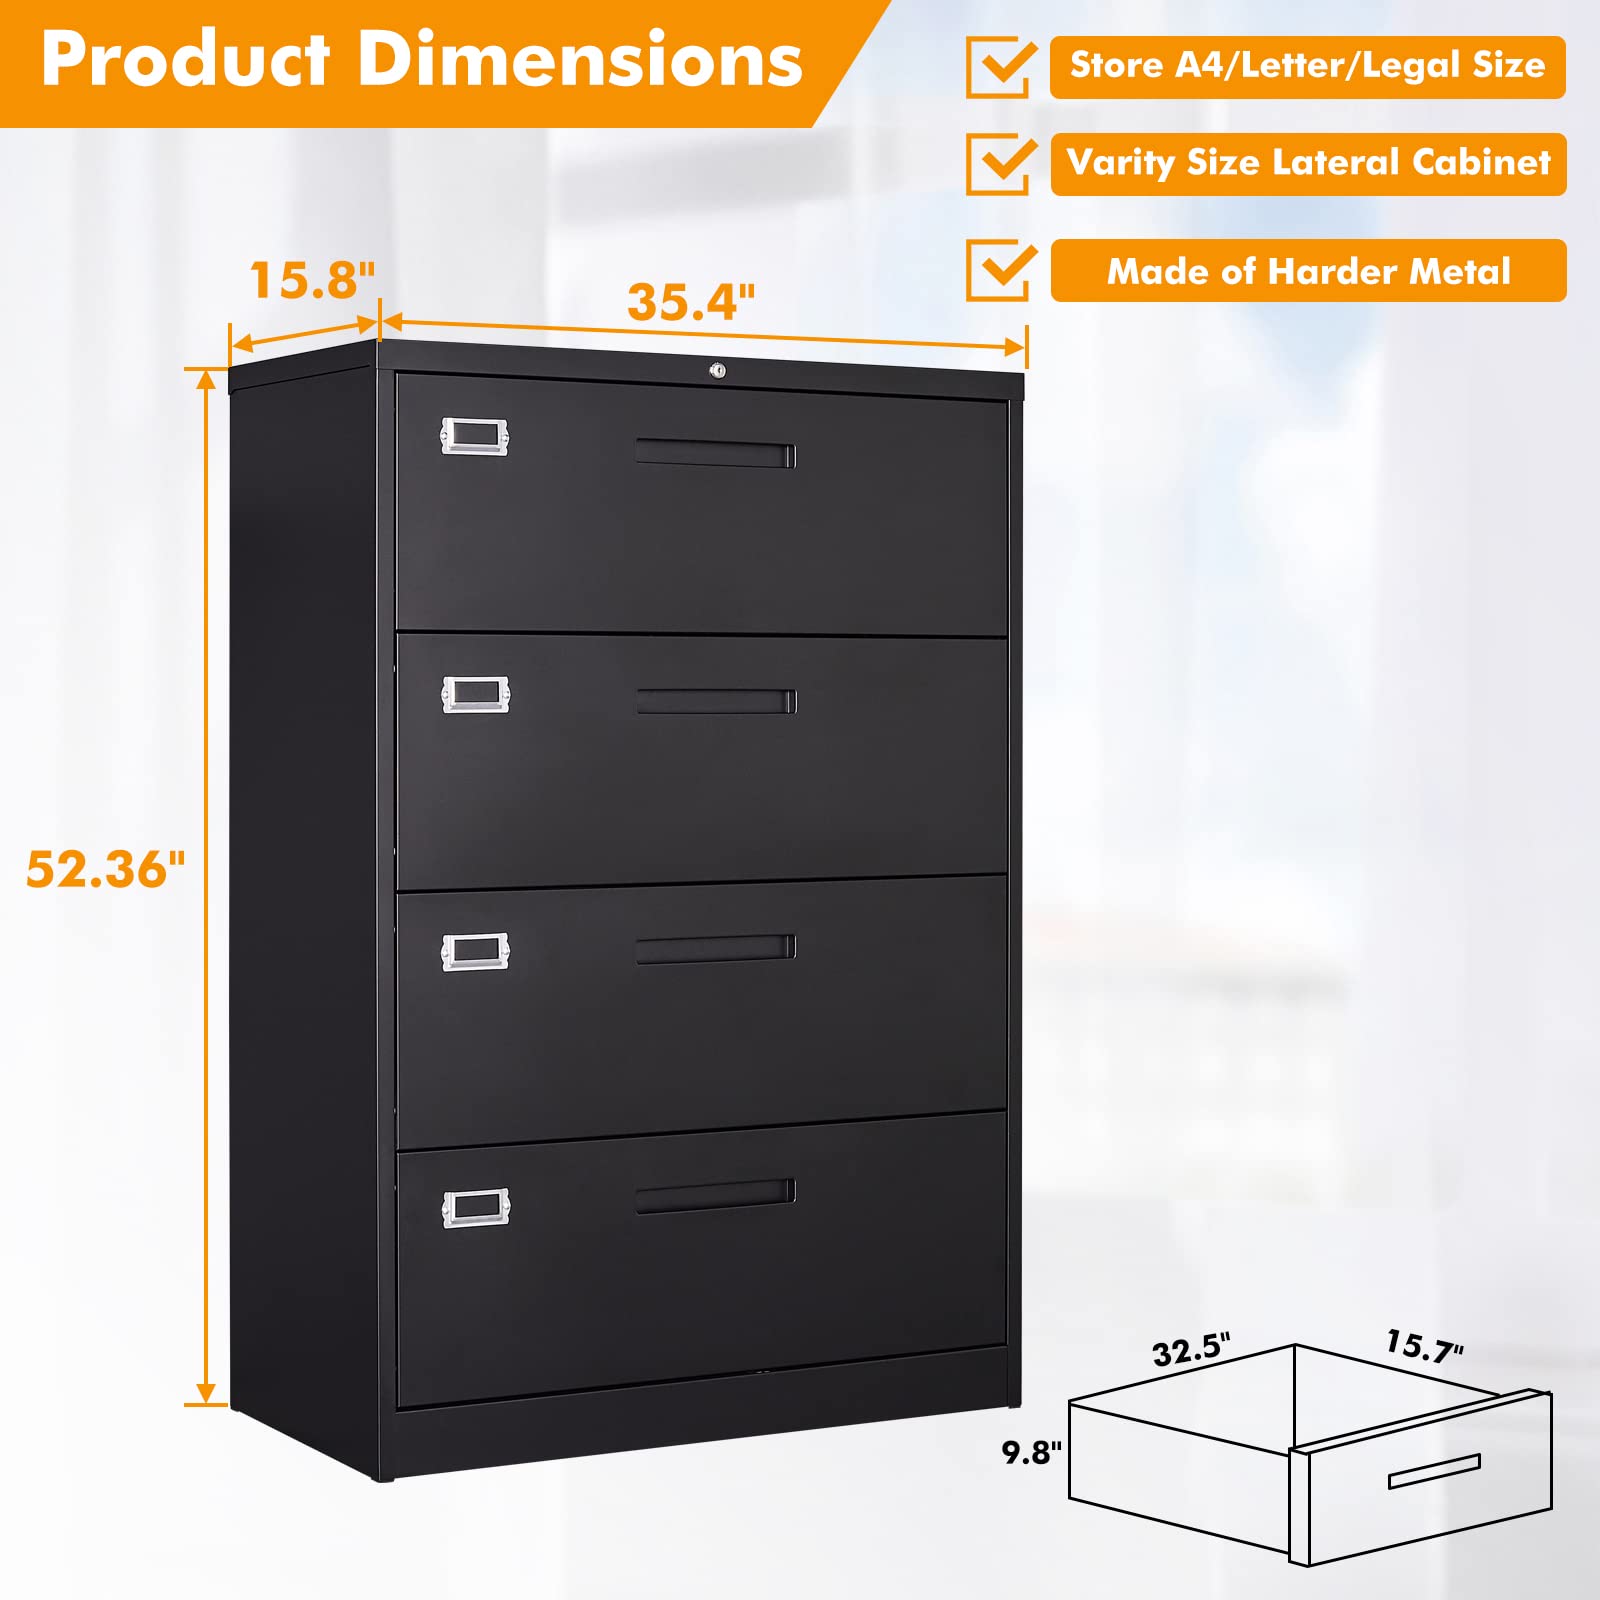 Product Dimensions
Store A4/Letter/Legal Size
Varity Size Lateral Cabinet
Made of Harder Metal
15.8"
35.4"
52.36"
32.5"
15.7"
9.8"